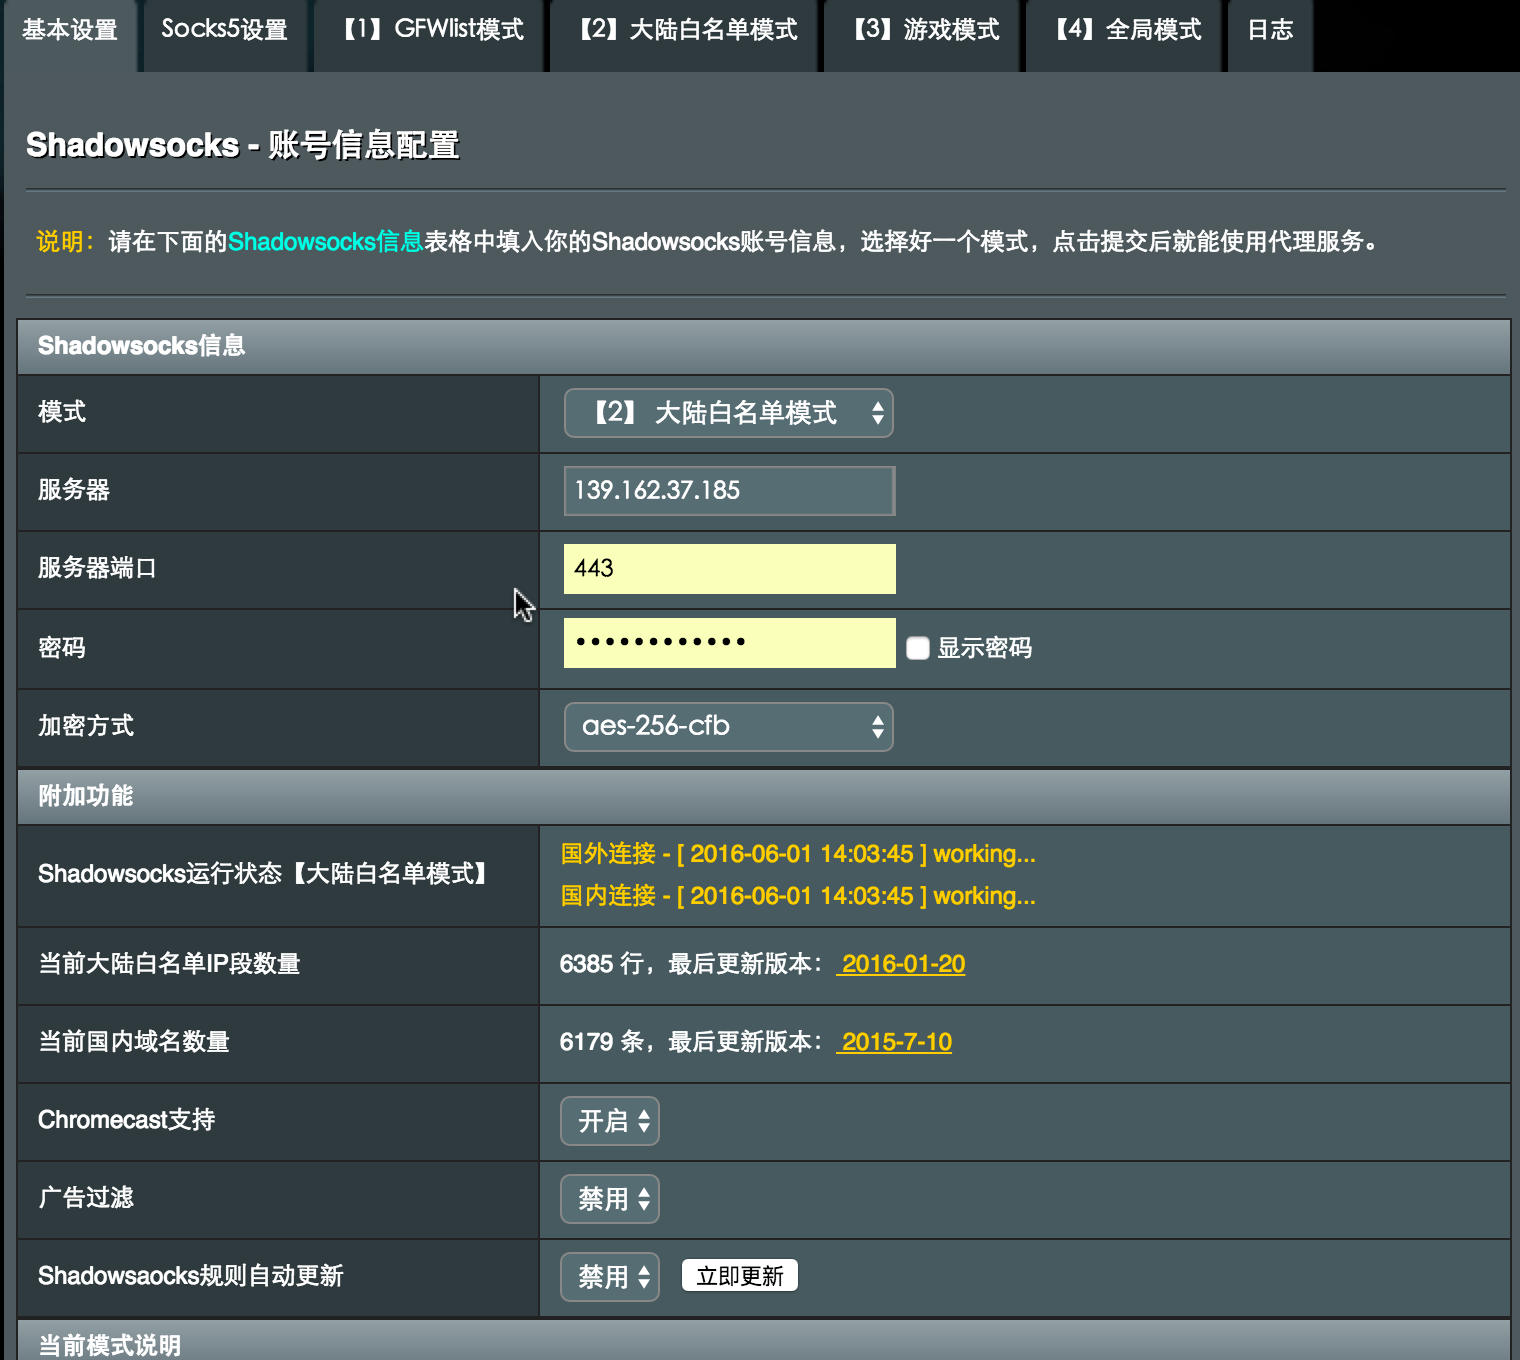 基本设置 Socks5设置 【1】GFWlist模式 【2】大陆白名单模式 【3】游戏模式 【4】全局模式 日志
Shadowsocks - 账号信息配置
说明：请在下面的Shadowsocks信息表格中填入你的Shadowsocks账号信息，选择好一个模式，点击提交后就能使用代理服务。
Shadowsocks信息
模式 【2】 大陆白名单模式
服务器 139.162.37.185
服务器端口 443
密码 •••••••••••• 显示密码
加密方式 aes-256-cfb
附加功能
Shadowsocks运行状态【大陆白名单模式】
国外连接 - [ 2016-06-01 14:03:45 ] working...
国内连接 - [ 2016-06-01 14:03:45 ] working...
当前大陆白名单IP段数量 6385 行，最后更新版本： 2016-01-20
当前国内域名数量 6179 条，最后更新版本： 2015-7-10
Chromecast支持 开启
广告过滤 禁用
Shadowsaocks规则自动更新 禁用 立即更新
当前模式说明